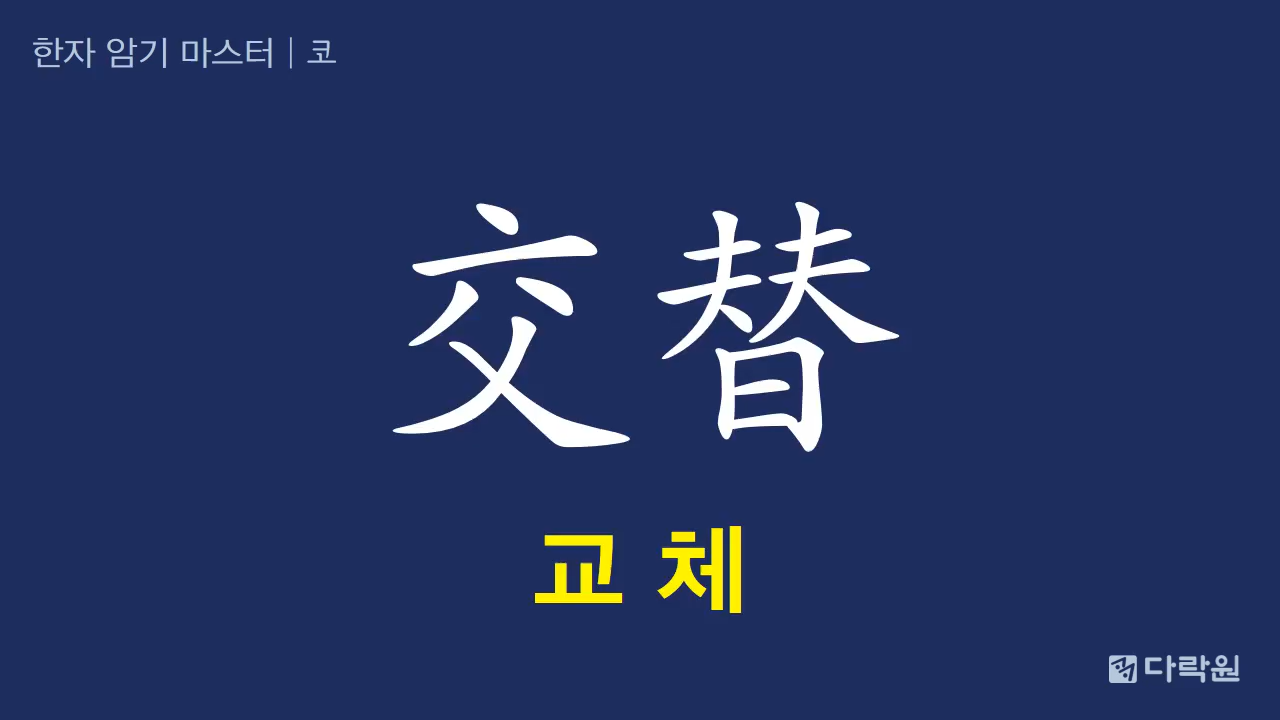 한자 암기 마스터 | 코
交替
교체
다락원